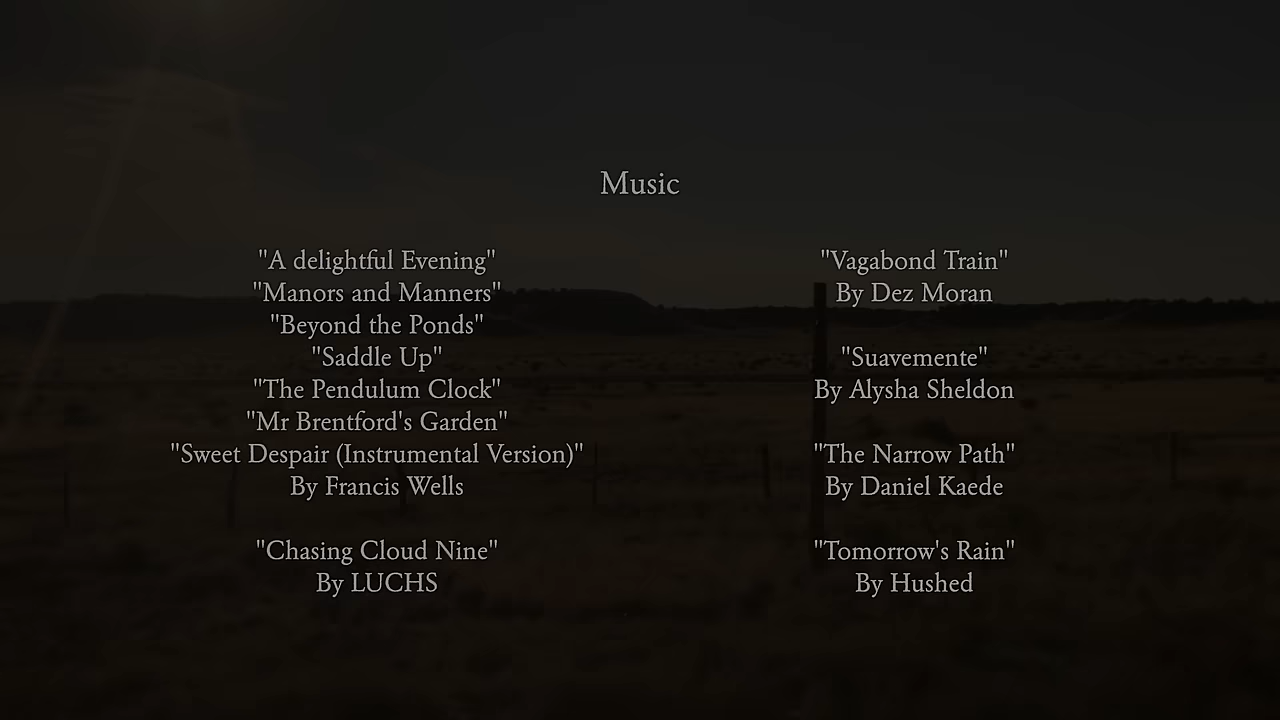 Music
"A delightful Evening"
"Manors and Manners"
"Beyond the Ponds"
"Saddle Up"
"The Pendulum Clock"
"Mr Brentford's Garden"
"Sweet Despair (Instrumental Version)"
By Francis Wells
"Chasing Cloud Nine"
By LUCHS
"Vagabond Train"
By Dez Moran
"Suavemente"
By Alysha Sheldon
"The Narrow Path"
By Daniel Kaede
"Tomorrow's Rain"
By Hushed